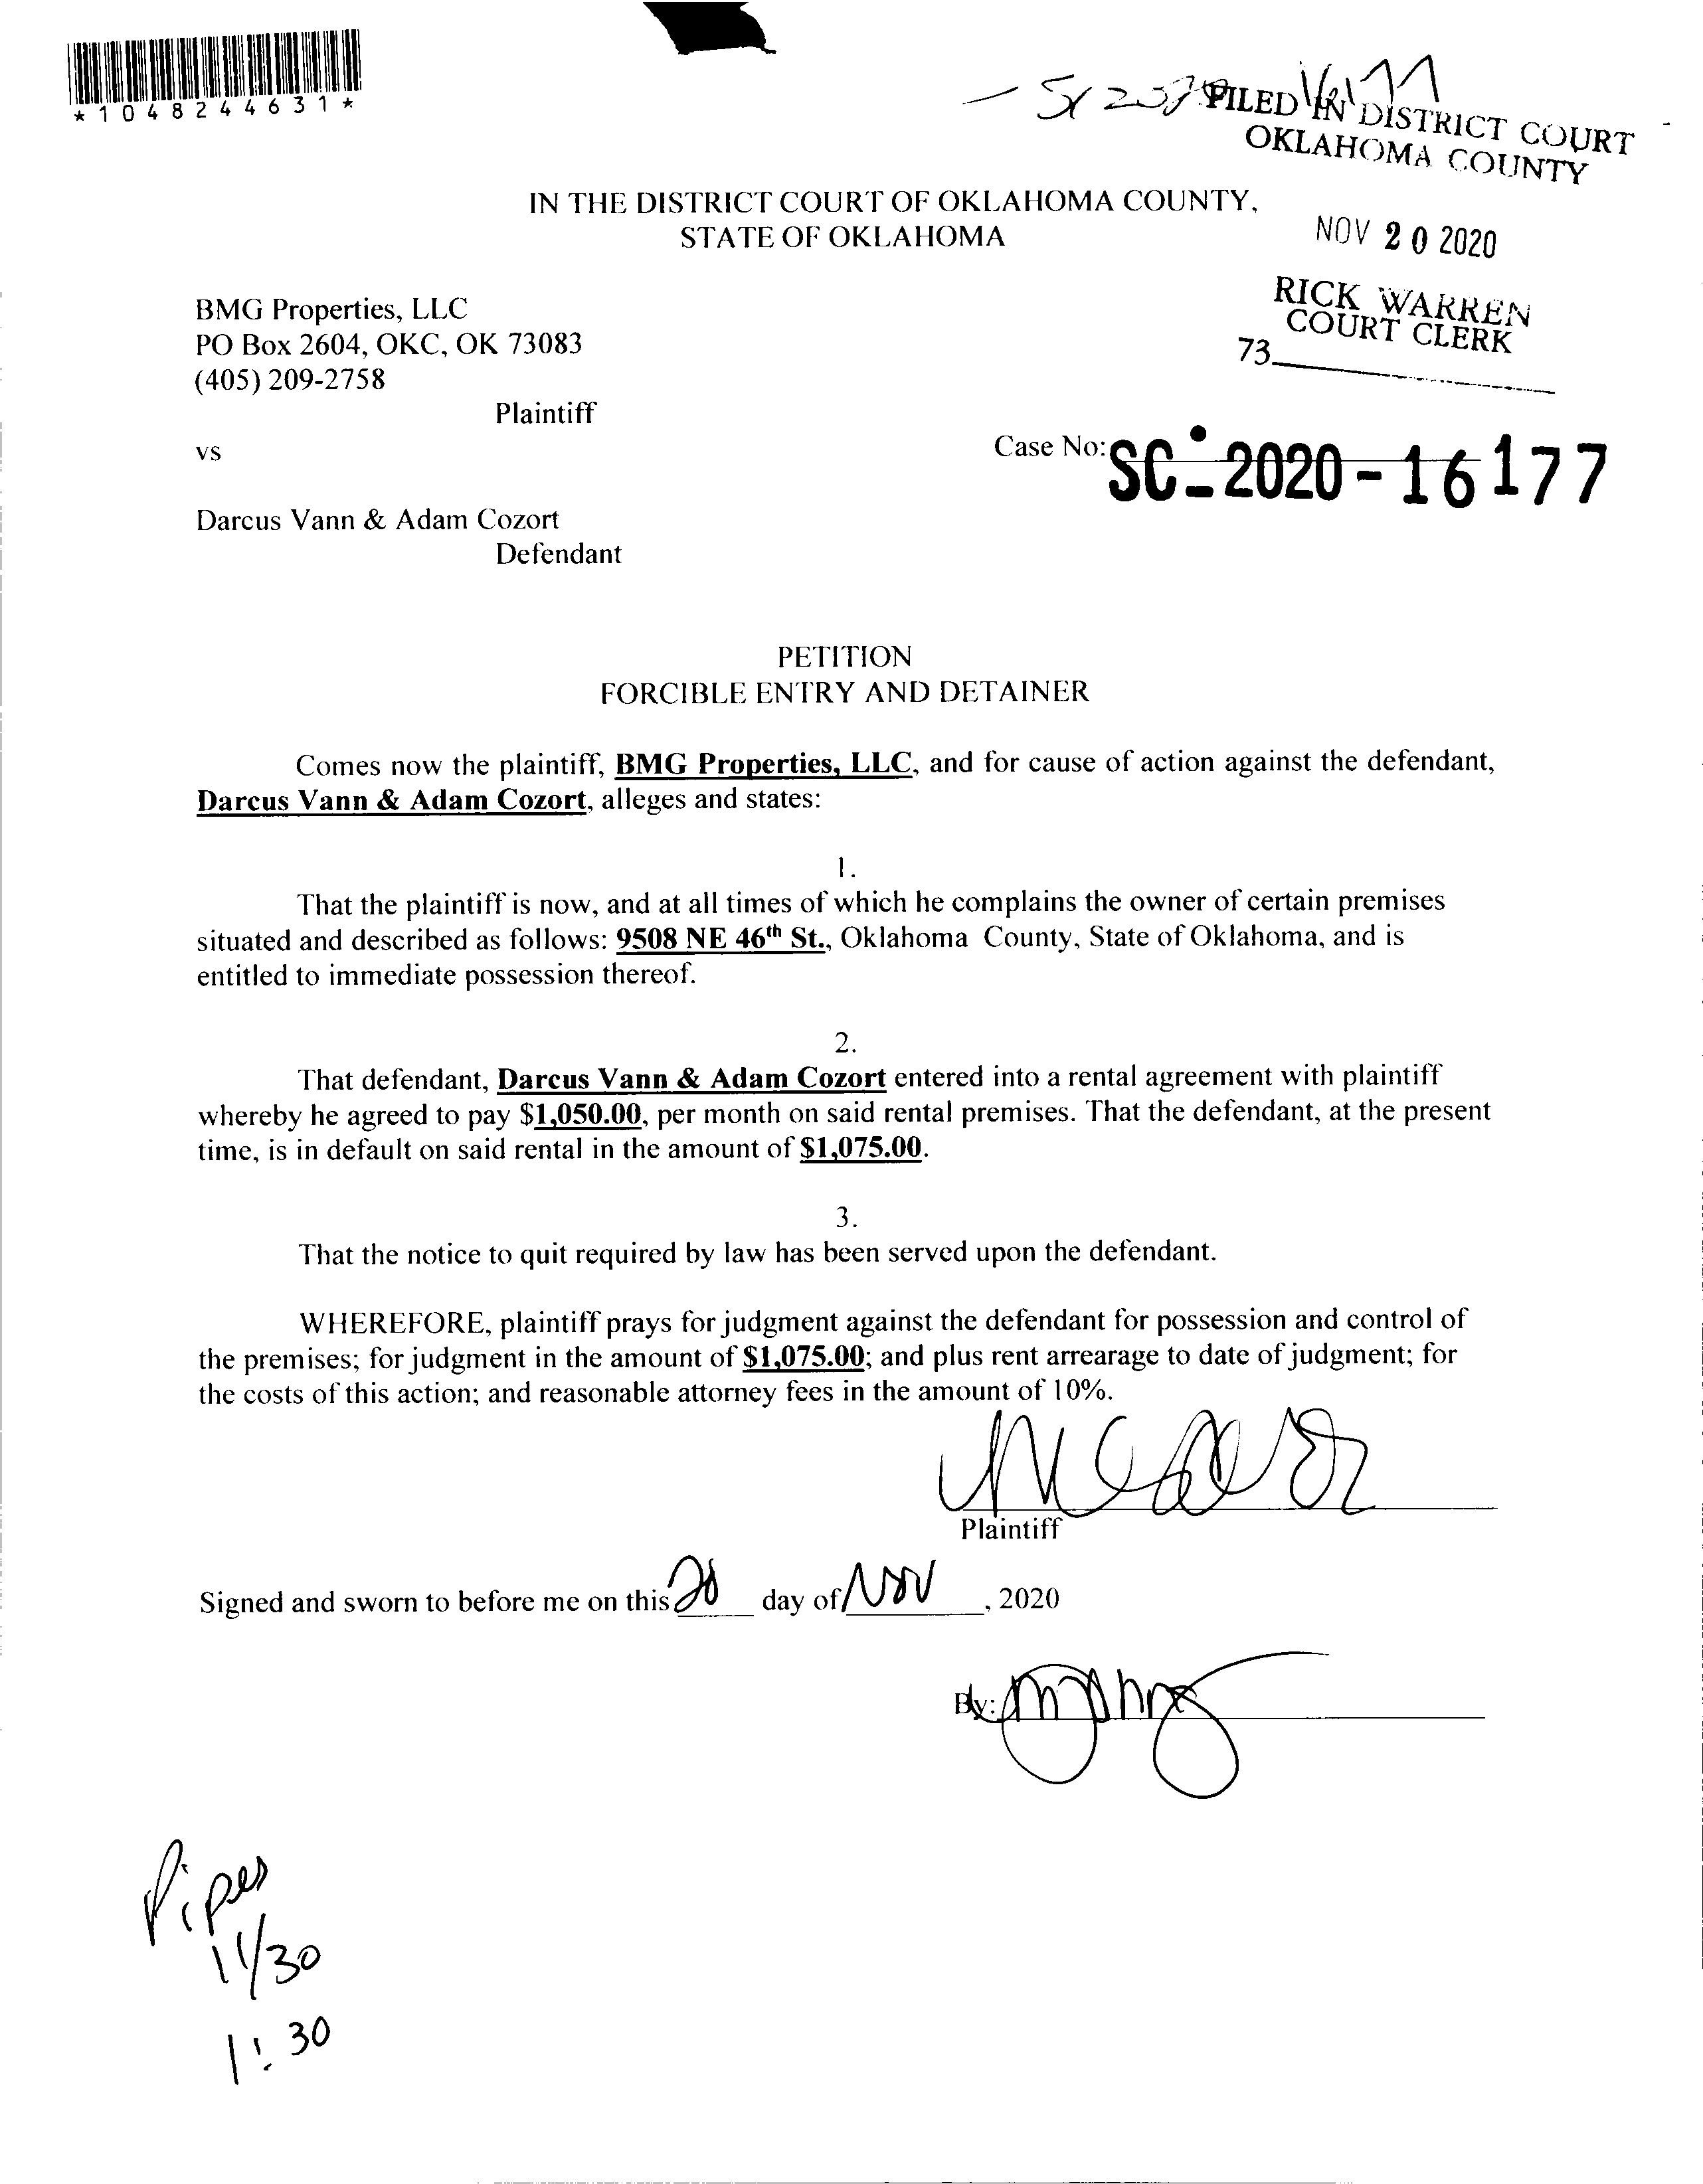 *1048244631*
FILED IN DISTRICT COURT
OKLAHOMA COUNTY
IN THE DISTRICT COURT OF OKLAHOMA COUNTY,
STATE OF OKLAHOMA
NOV 20 2020
RICK WARREN
COURT CLERK
73
BMG Properties, LLC
PO Box 2604, OKC, OK 73083
(405) 209-2758
Plaintiff
vs
Case No: SC-2020-16177
Darcus Vann & Adam Cozort
Defendant
PETITION
FORCIBLE ENTRY AND DETAINER
Comes now the plaintiff, BMG Properties, LLC, and for cause of action against the defendant,
Darcus Vann & Adam Cozort, alleges and states:
1.
That the plaintiff is now, and at all times of which he complains the owner of certain premises
situated and described as follows: 9508 NE 46th St., Oklahoma County, State of Oklahoma, and is
entitled to immediate possession thereof.
2.
That defendant, Darcus Vann & Adam Cozort entered into a rental agreement with plaintiff
whereby he agreed to pay $1,050.00, per month on said rental premises. That the defendant, at the present
time, is in default on said rental in the amount of $1,075.00.
3.
That the notice to quit required by law has been served upon the defendant.
WHEREFORE, plaintiff prays for judgment against the defendant for possession and control of
the premises; for judgment in the amount of $1,075.00; and plus rent arrearage to date of judgment; for
the costs of this action; and reasonable attorney fees in the amount of 10%.
Plaintiff
Signed and sworn to before me on this 20 day of Nov, 2020
By:
Pipes
11/30
1:30